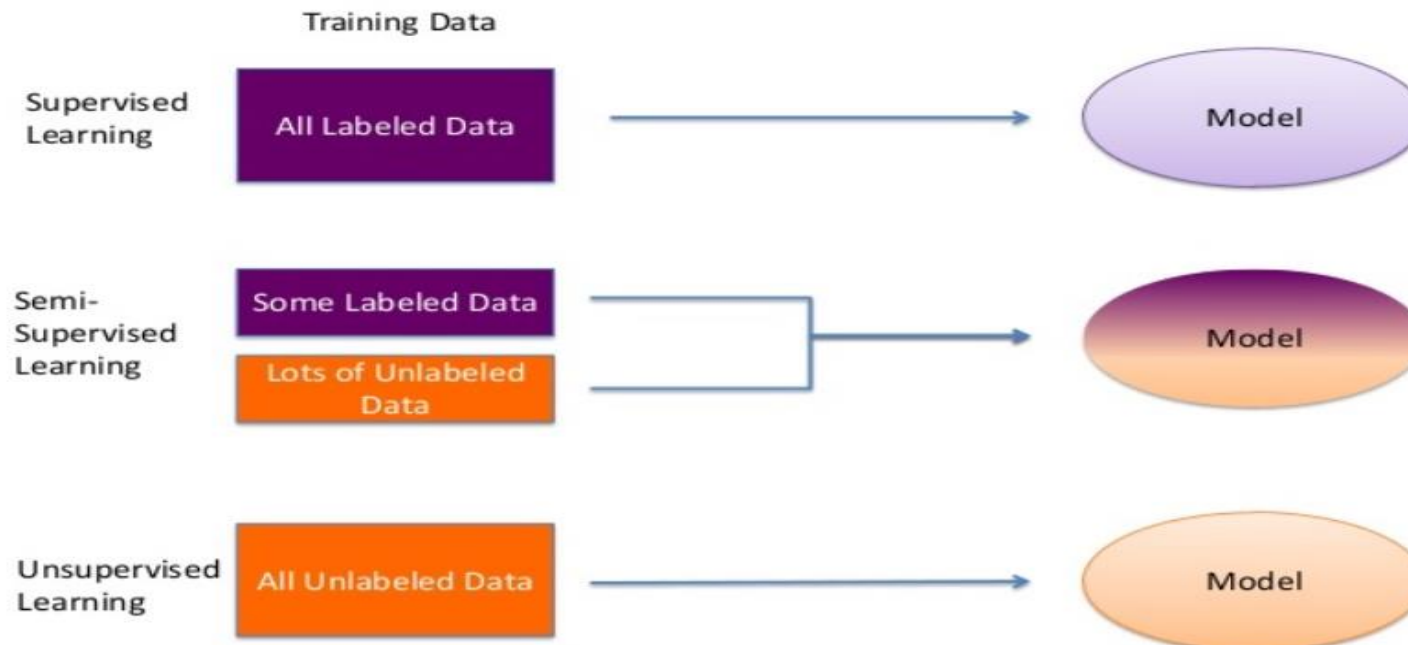 Training Data
Supervised
Learning
All Labeled Data
Model
Semi-
Supervised
Learning
Some Labeled Data
Lots of Unlabeled
Data
Model
Unsupervised
Learning
All Unlabeled Data
Model